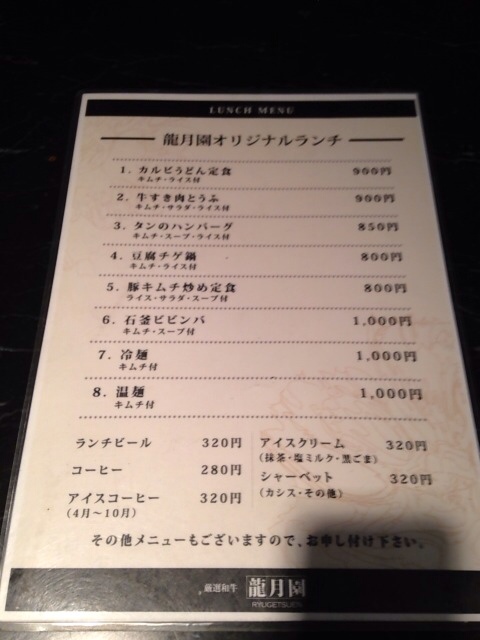 LUNCH MENU
龍月園オリジナルランチ
1. カルビうどん定食 900円
キムチ・ライス付
2. 牛すき肉とうふ 900円
キムチ・サラダ・ライス付
3. タンのハンバーグ 850円
キムチ・スープ・ライス付
4. 豆腐チゲ鍋 800円
キムチ・ライス付
5. 豚キムチ炒め定食 800円
ライス・サラダ・スープ付
6. 石釜ビビンバ 1,000円
キムチ・スープ付
7. 冷麺 1,000円
キムチ付
8. 温麺 1,000円
キムチ付
ランチビール 320円
コーヒー 280円
アイスコーヒー 320円
(4月〜10月)
アイスクリーム 320円
(抹茶・塩ミルク・黒ごま)
シャーベット 320円
(カシス・その他)
その他メニューもございますので、お申し付け下さい。
厳選和牛 龍月園
RYUGETSUEN